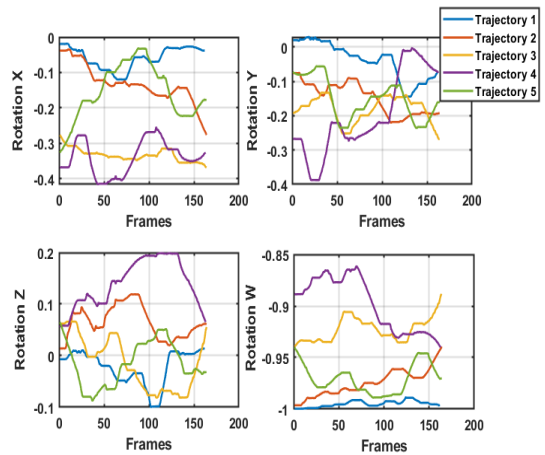 Trajectory 1
Trajectory 2
Trajectory 3
Trajectory 4
Trajectory 5
Rotation X
0
-0.1
-0.2
-0.3
-0.4
0 50 100 150 200
Frames
Rotation Y
0
-0.1
-0.2
-0.3
-0.4
0 50 100 150 200
Frames
Rotation Z
0.2
0.1
0
-0.1
0 50 100 150 200
Frames
Rotation W
-0.85
-0.9
-0.95
-1
0 50 100 150 200
Frames